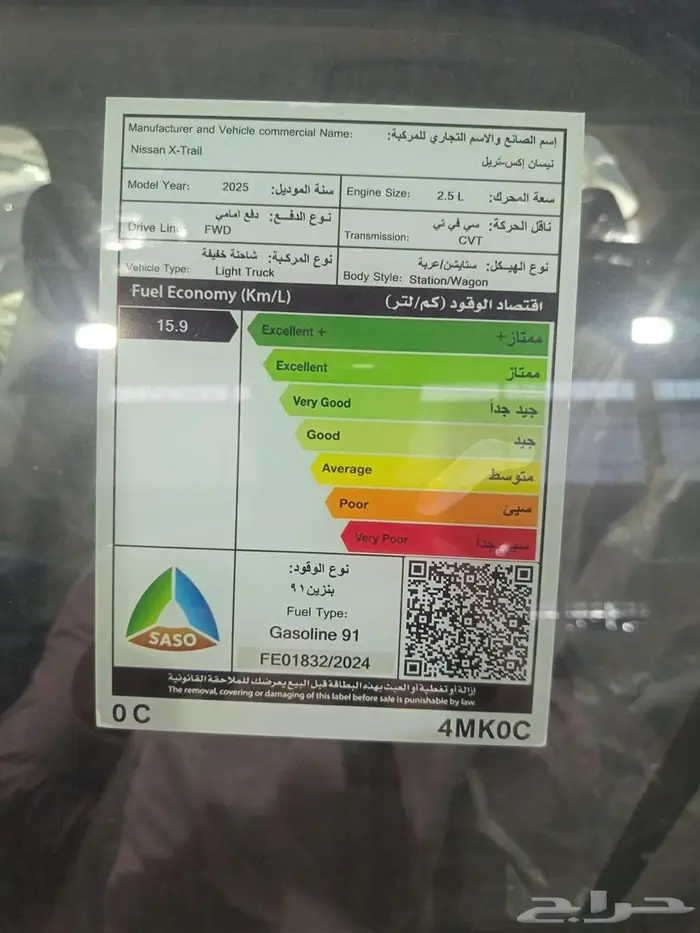 Manufacturer and Vehicle commercial Name: إسم الصانع والاسم التجاري للمركبة:
Nissan X-Trail نيسان إكس-تريل
Model Year: 2025 سنة الموديل: Engine Size: 2.5 L سعة المحرك:
نوع الدفـع: دفع امامي ناقل الحركة: سي في تي
Drive Lin FWD Transmission: CVT
نوع المركبة: شاحنة خفيفة نوع الهيـكل: ستايشن/عربة
Vehicle Type: Light Truck Body Style: Station/Wagon
Fuel Economy (Km/L) اقتصاد الوقود (كم/لتر)
15.9 Excellent + ممتاز+
Excellent ممتاز
Very Good جيد جداً
Good جيد
Average متوسط
Poor سيئ
Very Poor سيئ جداً
نوع الوقود:
بنزين ٩١
Fuel Type:
Gasoline 91
SASO
FE01832/2024
إزالة أو تغطية أو العبث بهذه البطاقة قبل البيع يعرضك للملاحقة القانونية
The removal, covering or damaging of this label before sale is punishable by law
0 C 4MK0C
حراج